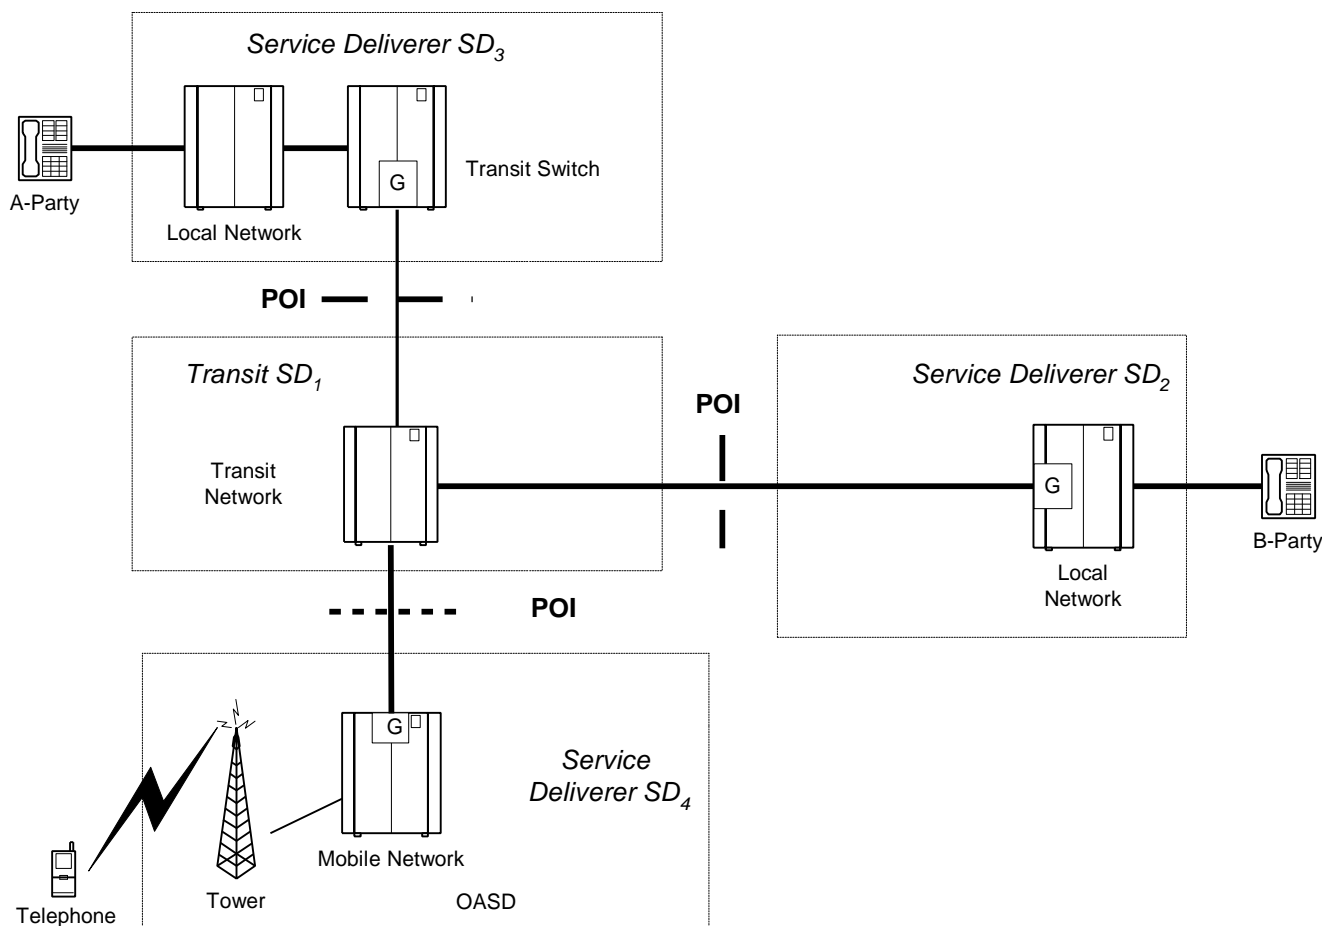 Service Deliverer SD3
G
Transit Switch
A-Party
Local Network
POI
Transit SD1
Service Deliverer SD2
POI
Transit
Network
G
B-Party
Local
Network
POI
G
Service
Deliverer SD4
Mobile Network
Tower
OASD
Telephone